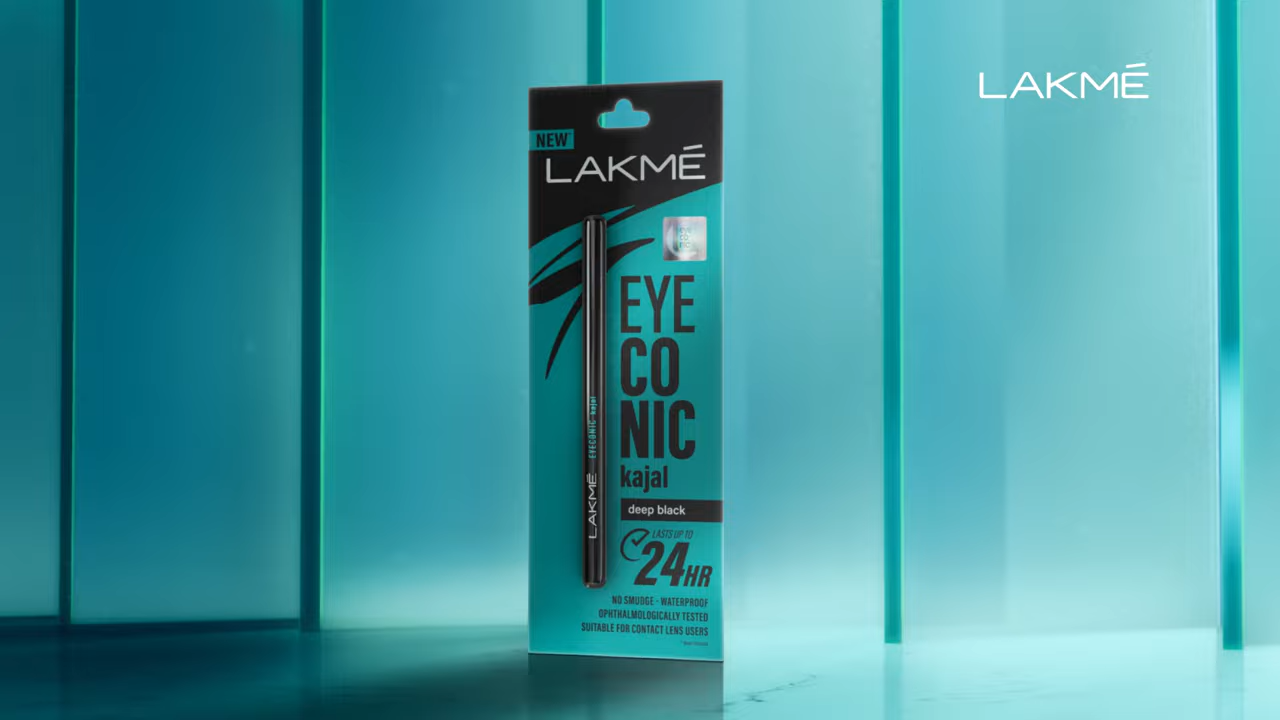 LAKMÉ
NEW
LAKMÉ
EYE
CO
NIC
kajal
deep black
LASTS UP TO
24HR
NO SMUDGE - WATERPROOF
OPHTHALMOLOGICALLY TESTED
SUITABLE FOR CONTACT LENS USERS
LAKMÉ EYECONIC kajal